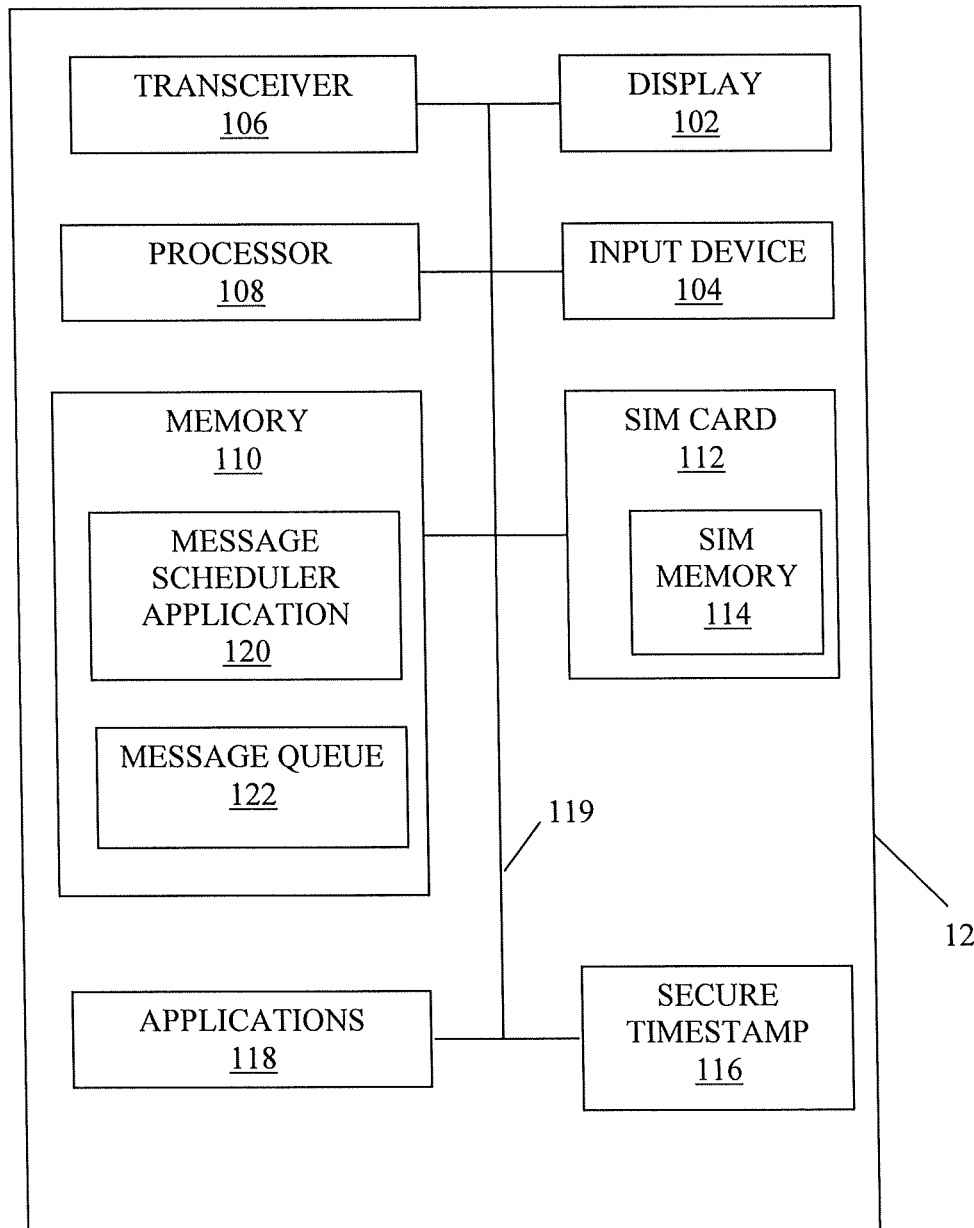 TRANSCEIVER
106
DISPLAY
102
PROCESSOR
108
INPUT DEVICE
104
MEMORY
110
MESSAGE
SCHEDULER
APPLICATION
120
MESSAGE QUEUE
122
SIM CARD
112
SIM
MEMORY
114
119
12
APPLICATIONS
118
SECURE
TIMESTAMP
116